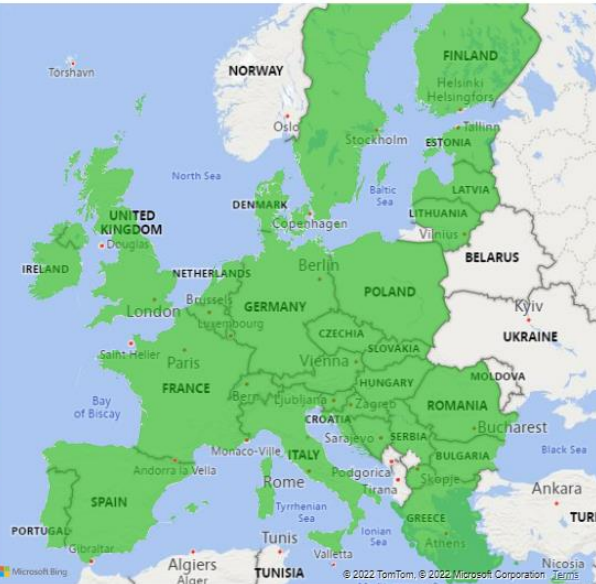 FINLAND
Torshavn
NORWAY
Helsinki
Helsingfors
Oslo
Stockholm
Tallinn
ESTONIA
North Sea
Baltic
Sea
LATVIA
DENMARK
LITHUANIA
UNITED
KINGDOM
Copenhagen
Vilnius
Douglas
BELARUS
IRELAND
NETHERLANDS
Berlin
POLAND
Brussels
London
GERMANY
Kyiv
Luxembourg
CZECHIA
UKRAINE
Saint Helier
Paris
SLOVAKIA
Vienna
MOLDOVA
FRANCE
Bern
HUNGARY
Bay
of Biscay
Ljubljana
Zagreb
ROMANIA
CROATIA
Bucharest
Monaco-Ville
ITALY
Sarajevo
SERBIA
Black Sea
Andorra la Vella
BULGARIA
Podgorica
Skopje
Rome
Tirana
Ankara
SPAIN
Tyrrhenian
Sea
GREECE
TUR
PORTUGAL
Ionian
Sea
Athens
Gibraltar
Tunis
Valletta
Algiers
Alger
TUNISIA
Nicosia
Microsoft Bing
© 2022 TomTom, © 2022 Microsoft Corporation Terms